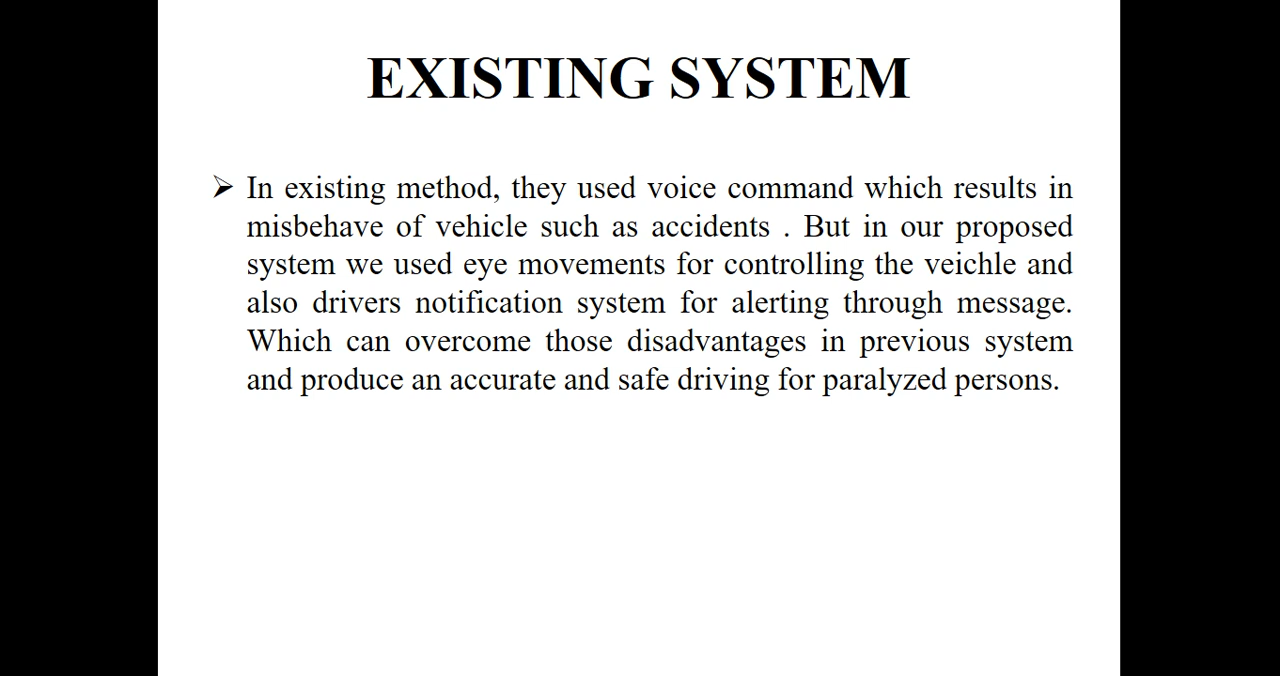 EXISTING SYSTEM
➢ In existing method, they used voice command which results in
misbehave of vehicle such as accidents . But in our proposed
system we used eye movements for controlling the veichle and
also drivers notification system for alerting through message.
Which can overcome those disadvantages in previous system
and produce an accurate and safe driving for paralyzed persons.